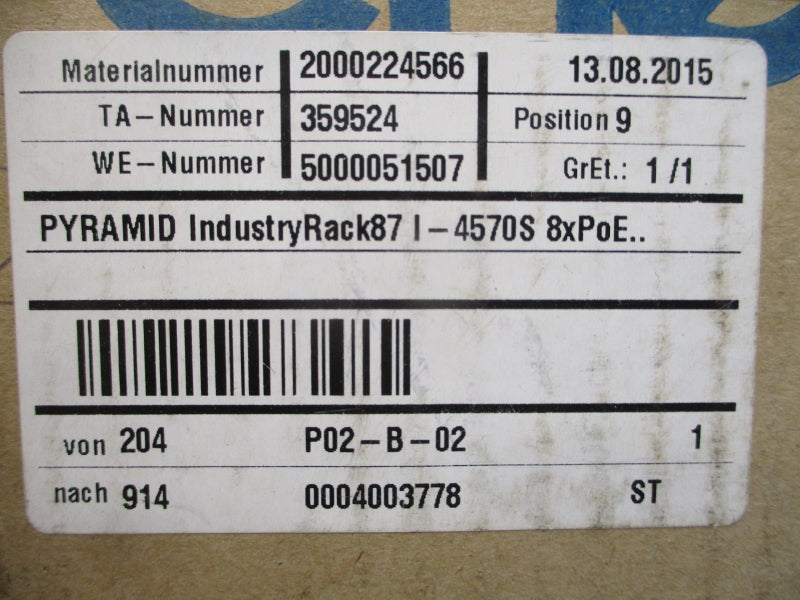 Materialnummer 2000224566 13.08.2015
TA-Nummer 359524 Position 9
WE-Nummer 5000051507 GrEt.: 1/1
PYRAMID IndustryRack87 I-4570S 8xPoE..
von 204 P02-B-02 1
nach 914 0004003778 ST